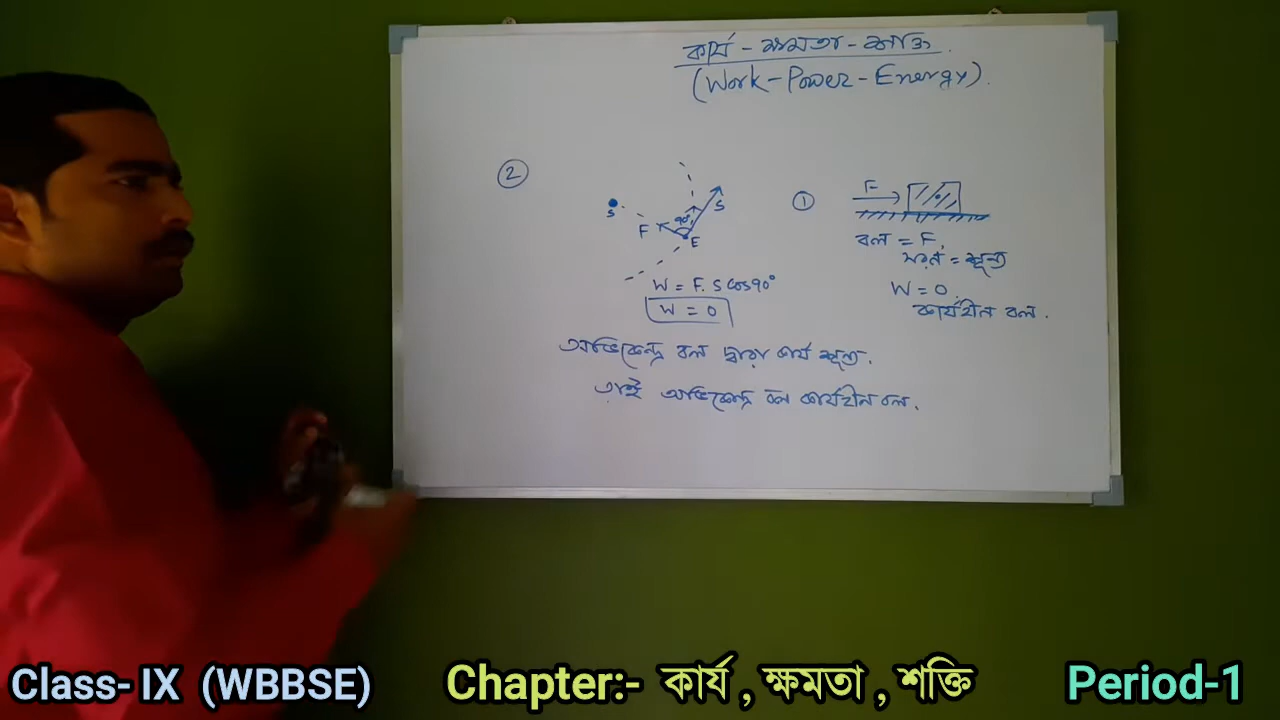 কার্য - ক্ষমতা - শক্তি.
(Work - Power - Energy).
②
S
F
90°
S
E
W = F. S cos 90°
W = 0
অভিকেন্দ্র বল দ্বারা কার্য শূন্য.
তাই অভিকেন্দ্র বল কার্যহীন বল.
①
F
বল = F,
সরণ = শূন্য
W = 0.
কার্যহীন বল.
Class- IX (WBBSE)
Chapter:- কার্য , ক্ষমতা , শক্তি
Period-1